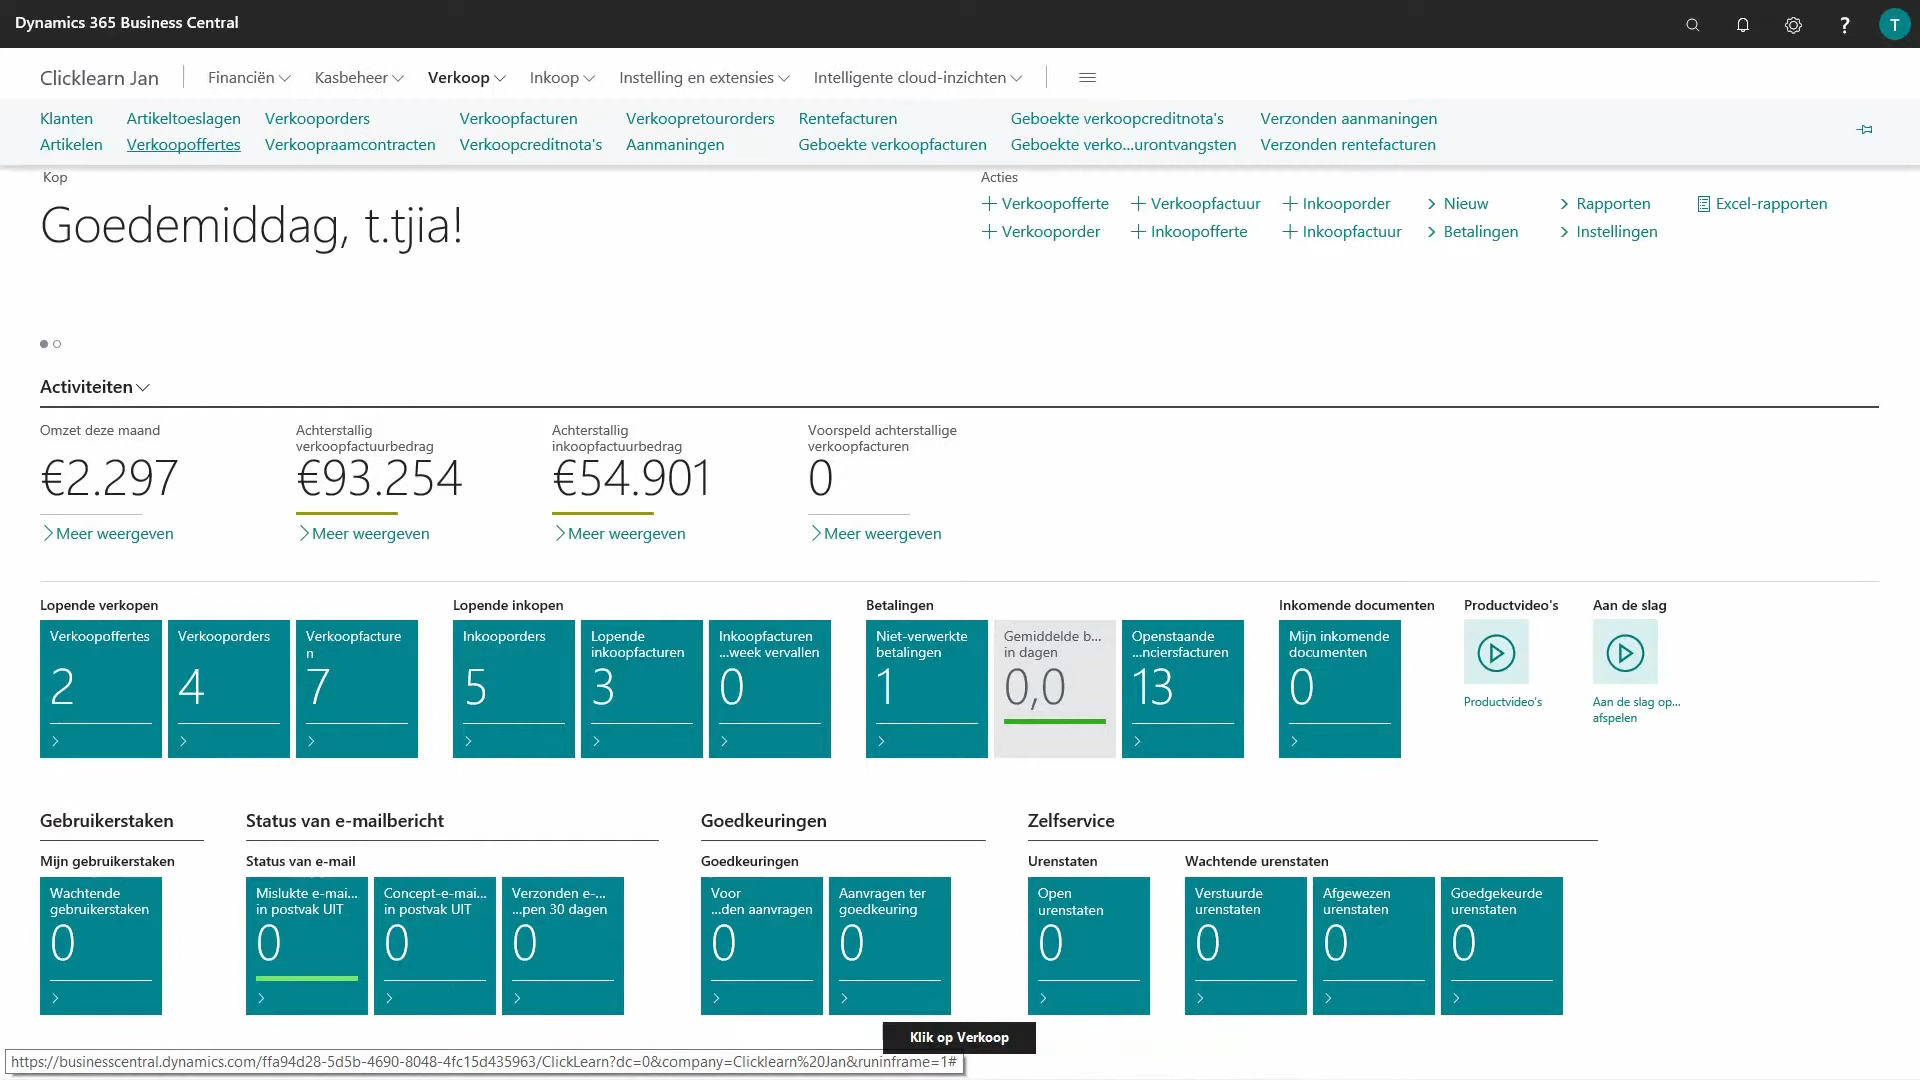 Dynamics 365 Business Central
?
T
Clicklearn Jan
Financiën
Kasbeheer
Verkoop
Inkoop
Instelling en extensies
Intelligente cloud-inzichten
Klanten
Artikeltoeslagen
Verkooporders
Verkoopfacturen
Verkoopretourorders
Rentefacturen
Geboekte verkoopcreditnota's
Verzonden aanmaningen
Artikelen
Verkoopoffertes
Verkoopraamcontracten
Verkoopcreditnota's
Aanmaningen
Geboekte verkoopfacturen
Geboekte verko...urontvangsten
Verzonden rentefacturen
Kop
Goedemiddag, t.tjia!
Acties
Verkoopofferte
Verkoopfactuur
Inkooporder
Nieuw
Rapporten
Excel-rapporten
Verkooporder
Inkoopofferte
Inkoopfactuur
Betalingen
Instellingen
Activiteiten
Omzet deze maand
€2.297
Meer weergeven
Achterstallig
verkoopfactuurbedrag
€93.254
Meer weergeven
Achterstallig
inkoopfactuurbedrag
€54.901
Meer weergeven
Voorspeld achterstallige
verkoopfacturen
0
Meer weergeven
Lopende verkopen
Verkoopoffertes
2
Verkooporders
4
Verkoopfacture
n
7
Lopende inkopen
Inkooporders
5
Lopende
inkoopfacturen
3
Inkoopfacturen
...week vervallen
0
Betalingen
Niet-verwerkte
betalingen
1
Gemiddelde b...
in dagen
0,0
Openstaande
...nciersfacturen
13
Inkomende documenten
Mijn inkomende
documenten
0
Productvideo's
Productvideo's
Aan de slag
Aan de slag op...
afspelen
Gebruikerstaken
Mijn gebruikerstaken
Wachtende
gebruikerstaken
0
Status van e-mailbericht
Status van e-mail
Mislukte e-mai...
in postvak UIT
0
Concept-e-mai...
in postvak UIT
0
Verzonden e-...
...pen 30 dagen
0
Goedkeuringen
Goedkeuringen
Voor
...den aanvragen
0
Aanvragen ter
goedkeuring
0
Zelfservice
Urenstaten
Open
urenstaten
0
Wachtende urenstaten
Verstuurde
urenstaten
0
Afgewezen
urenstaten
0
Goedgekeurde
urenstaten
0
Klik op Verkoop
https://businesscentral.dynamics.com/ffa94d28-5d5b-4690-8048-4fc15d435963/ClickLearn?dc=0&company=Clicklearn%20Jan&runinframe=1#